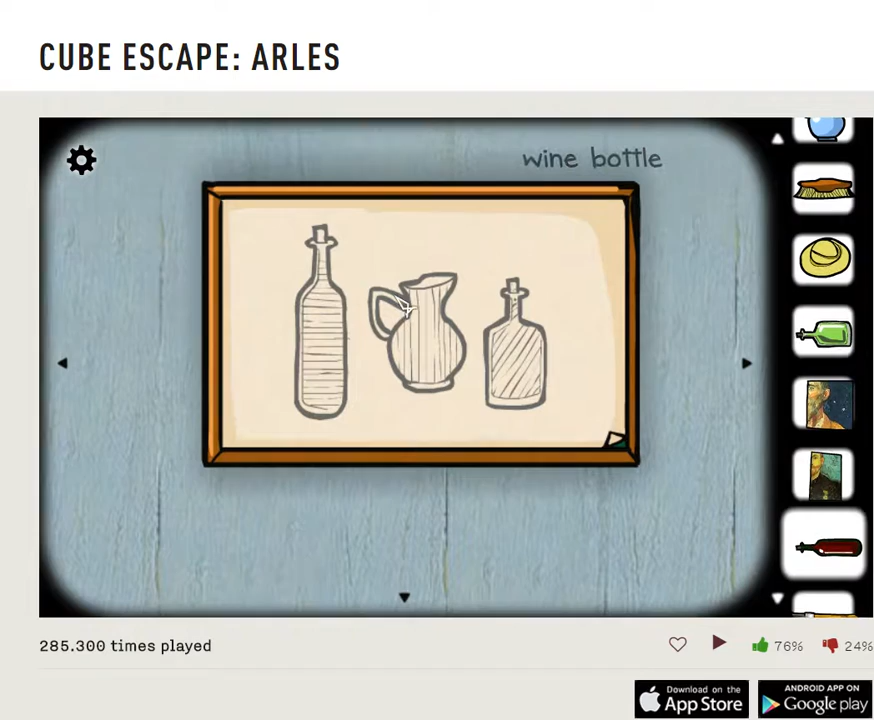 CUBE ESCAPE: ARLES
wine bottle
285.300 times played
76%
24%
Download on the
App Store
ANDROID APP ON
Google play